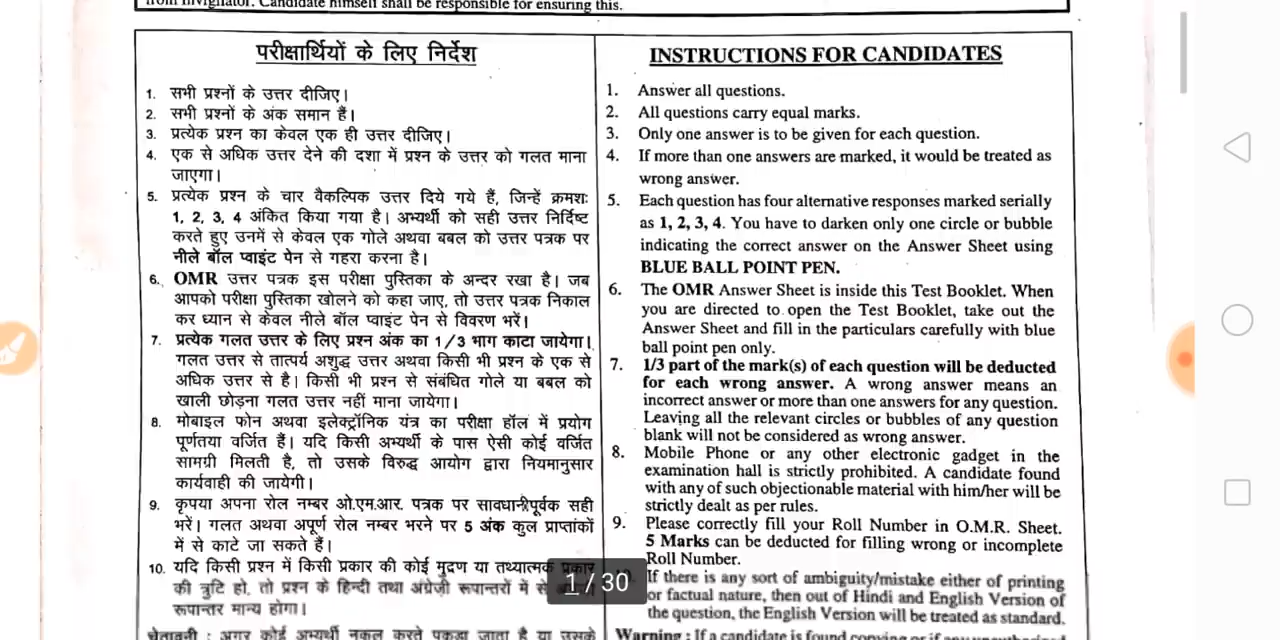 from Invigilator. Candidate himself shall be responsible for ensuring this.
परीक्षार्थियों के लिए निर्देश
1. सभी प्रश्नों के उत्तर दीजिए।
2. सभी प्रश्नों के अंक समान हैं।
3. प्रत्येक प्रश्न का केवल एक ही उत्तर दीजिए।
4. एक से अधिक उत्तर देने की दशा में प्रश्न के उत्तर को गलत माना
जाएगा।
5. प्रत्येक प्रश्न के चार वैकल्पिक उत्तर दिये गये हैं, जिन्हें क्रमशः
1, 2, 3, 4 अंकित किया गया है। अभ्यर्थी को सही उत्तर निर्दिष्ट
करते हुए उनमें से केवल एक गोले अथवा बबल को उत्तर पत्रक पर
नीले बॉल प्वाइंट पेन से गहरा करना है।
6. OMR उत्तर पत्रक इस परीक्षा पुस्तिका के अन्दर रखा है। जब
आपको परीक्षा पुस्तिका खोलने को कहा जाए, तो उत्तर पत्रक निकाल
कर ध्यान से केवल नीले बॉल प्वाइंट पेन से विवरण भरें।
7. प्रत्येक गलत उत्तर के लिए प्रश्न अंक का 1/3 भाग काटा जायेगा।
गलत उत्तर से तात्पर्य अशुद्ध उत्तर अथवा किसी भी प्रश्न के एक से
अधिक उत्तर से है। किसी भी प्रश्न से संबंधित गोले या बबल को
खाली छोड़ना गलत उत्तर नहीं माना जायेगा।
8. मोबाइल फोन अथवा इलेक्ट्रॉनिक यंत्र का परीक्षा हॉल में प्रयोग
पूर्णतया वर्जित हैं। यदि किसी अभ्यर्थी के पास ऐसी कोई वर्जित
सामग्री मिलती है, तो उसके विरुद्ध आयोग द्वारा नियमानुसार
कार्यवाही की जायेगी।
9. कृपया अपना रोल नम्बर ओ.एम.आर. पत्रक पर सावधानीपूर्वक सही
भरें। गलत अथवा अपूर्ण रोल नम्बर भरने पर 5 अंक कुल प्राप्तांकों
में से काटे जा सकते हैं।
10. यदि किसी प्रश्न में किसी प्रकार की कोई मुद्रण या तथ्यात्मक प्रकार
की त्रुटि हो, तो प्रश्न के हिन्दी तथा अंग्रेज़ी रूपान्तरों में से
रूपान्तर मान्य होगा।
चेतावनी : अगर कोई अभ्यर्थी नकल करते पकड़ा जाता है या उसके
INSTRUCTIONS FOR CANDIDATES
1. Answer all questions.
2. All questions carry equal marks.
3. Only one answer is to be given for each question.
4. If more than one answers are marked, it would be treated as
wrong answer.
5. Each question has four alternative responses marked serially
as 1, 2, 3, 4. You have to darken only one circle or bubble
indicating the correct answer on the Answer Sheet using
BLUE BALL POINT PEN.
6. The OMR Answer Sheet is inside this Test Booklet. When
you are directed to open the Test Booklet, take out the
Answer Sheet and fill in the particulars carefully with blue
ball point pen only.
7. 1/3 part of the mark(s) of each question will be deducted
for each wrong answer. A wrong answer means an
incorrect answer or more than one answers for any question.
Leaving all the relevant circles or bubbles of any question
blank will not be considered as wrong answer.
8. Mobile Phone or any other electronic gadget in the
examination hall is strictly prohibited. A candidate found
with any of such objectionable material with him/her will be
strictly dealt as per rules.
9. Please correctly fill your Roll Number in O.M.R. Sheet.
5 Marks can be deducted for filling wrong or incomplete
Roll Number.
If there is any sort of ambiguity/mistake either of printing
or factual nature, then out of Hindi and English Version of
the question, the English Version will be treated as standard.
Warning : If a candidate is found copying or if any unauthorized
1 / 30